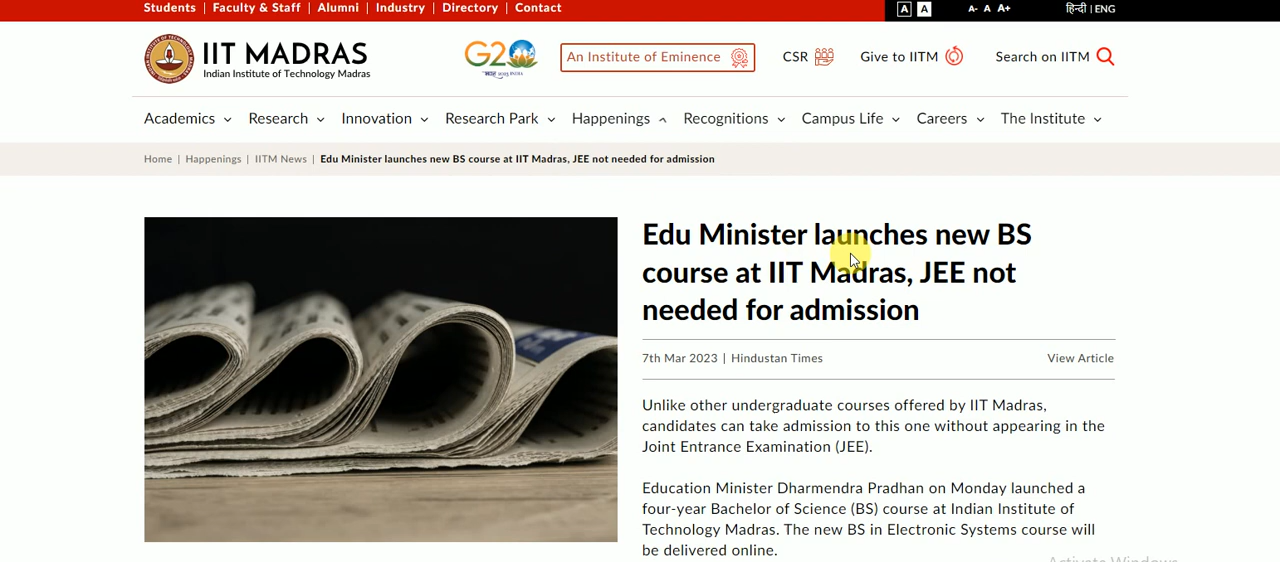 Students | Faculty & Staff | Alumni | Industry | Directory | Contact
A A A- A A+ हिन्दी | ENG
IIT MADRAS
Indian Institute of Technology Madras
G20
An Institute of Eminence
CSR
Give to IITM
Search on IITM
Academics Research Innovation Research Park Happenings Recognitions Campus Life Careers The Institute
Home | Happenings | IITM News | Edu Minister launches new BS course at IIT Madras, JEE not needed for admission
Edu Minister launches new BS
course at IIT Madras, JEE not
needed for admission
7th Mar 2023 | Hindustan Times View Article
Unlike other undergraduate courses offered by IIT Madras,
candidates can take admission to this one without appearing in the
Joint Entrance Examination (JEE).
Education Minister Dharmendra Pradhan on Monday launched a
four-year Bachelor of Science (BS) course at Indian Institute of
Technology Madras. The new BS in Electronic Systems course will
be delivered online.
Activate Windows